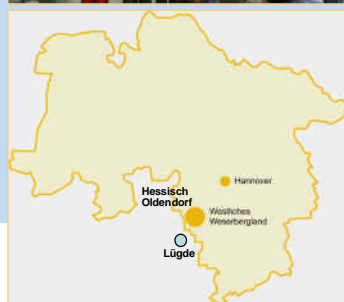 Hannover
Hessisch
Oldendorf
Westliches
Weserbergland
Lügde